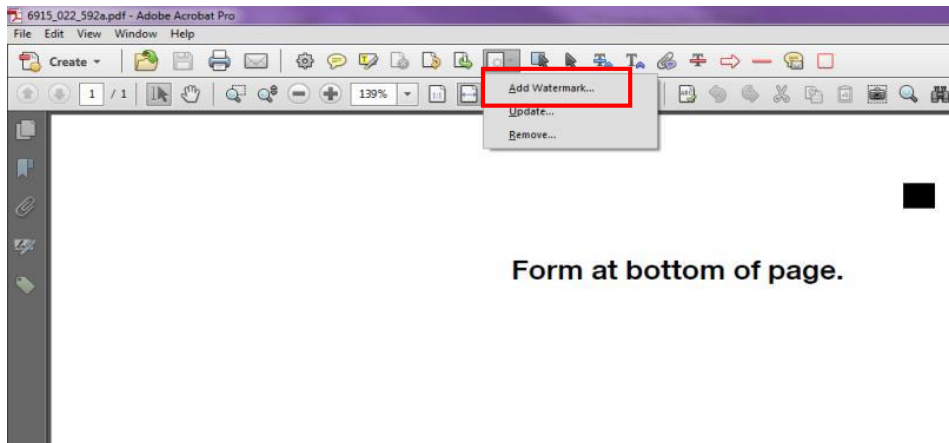 6915_022_592a.pdf - Adobe Acrobat Pro
File Edit View Window Help
Create
1 / 1 139%
Add Watermark...
Update...
Remove...
Form at bottom of page.